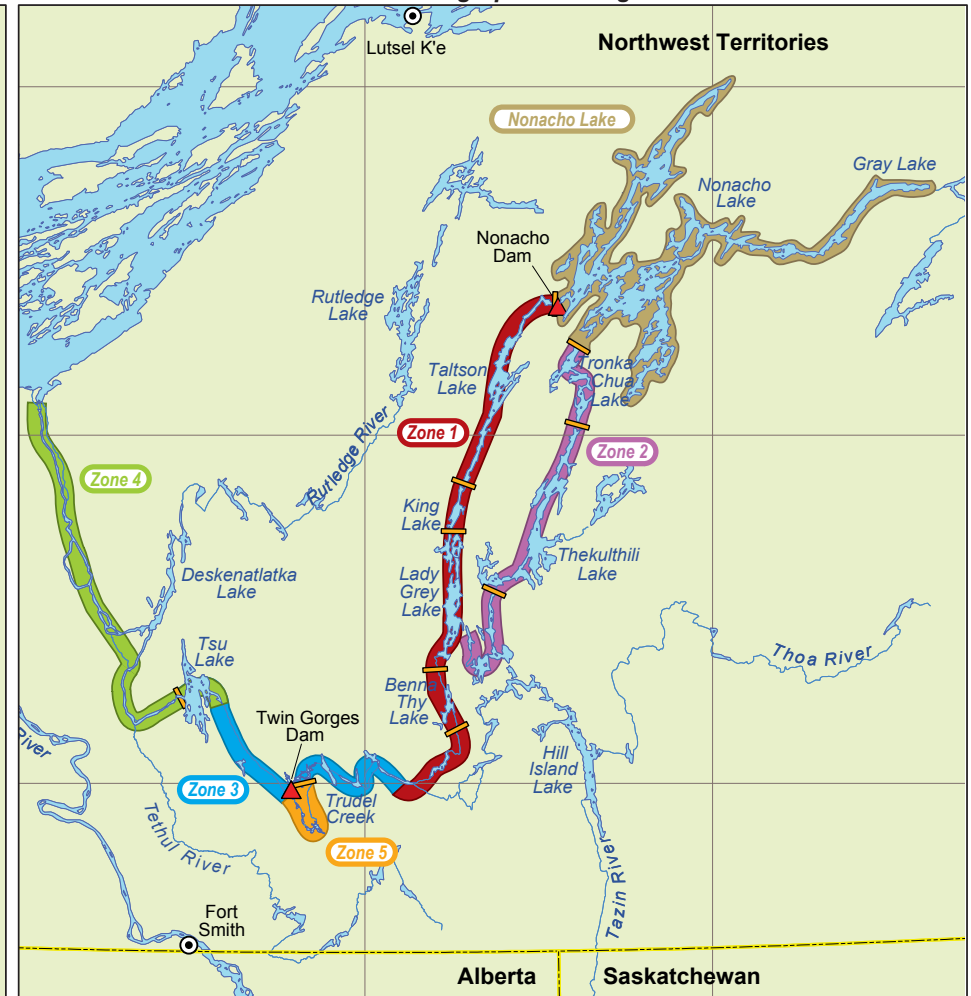 Lutsel K'e
Northwest Territories
Nonacho Lake
Gray Lake
Nonacho
Lake
Nonacho
Dam
Rutledge
Lake
Taltson
Lake
Tronka
Chua
Lake
Zone 1
Zone 2
Rutledge River
Zone 4
King
Lake
Thekulthili
Lake
Lady
Grey
Lake
Deskenatlatka
Lake
Tsu
Lake
Thoa River
Benna
Thy
Lake
Twin Gorges
Dam
River
Hill
Island
Lake
Zone 3
Trudel
Creek
Tethul River
Zone 5
Tazin River
Fort
Smith
Alberta
Saskatchewan